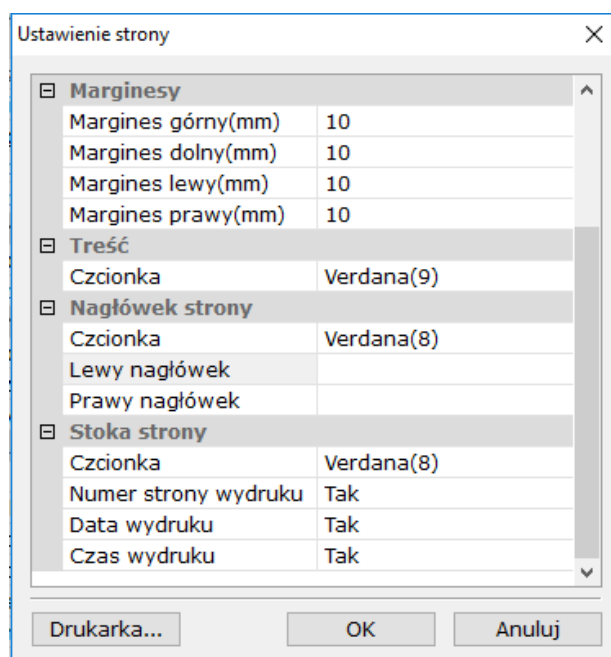 Ustawienie strony
Marginesy
Margines górny(mm) 10
Margines dolny(mm) 10
Margines lewy(mm) 10
Margines prawy(mm) 10
Treść
Czcionka Verdana(9)
Nagłówek strony
Czcionka Verdana(8)
Lewy nagłówek
Prawy nagłówek
Stoka strony
Czcionka Verdana(8)
Numer strony wydruku Tak
Data wydruku Tak
Czas wydruku Tak
Drukarka... OK Anuluj